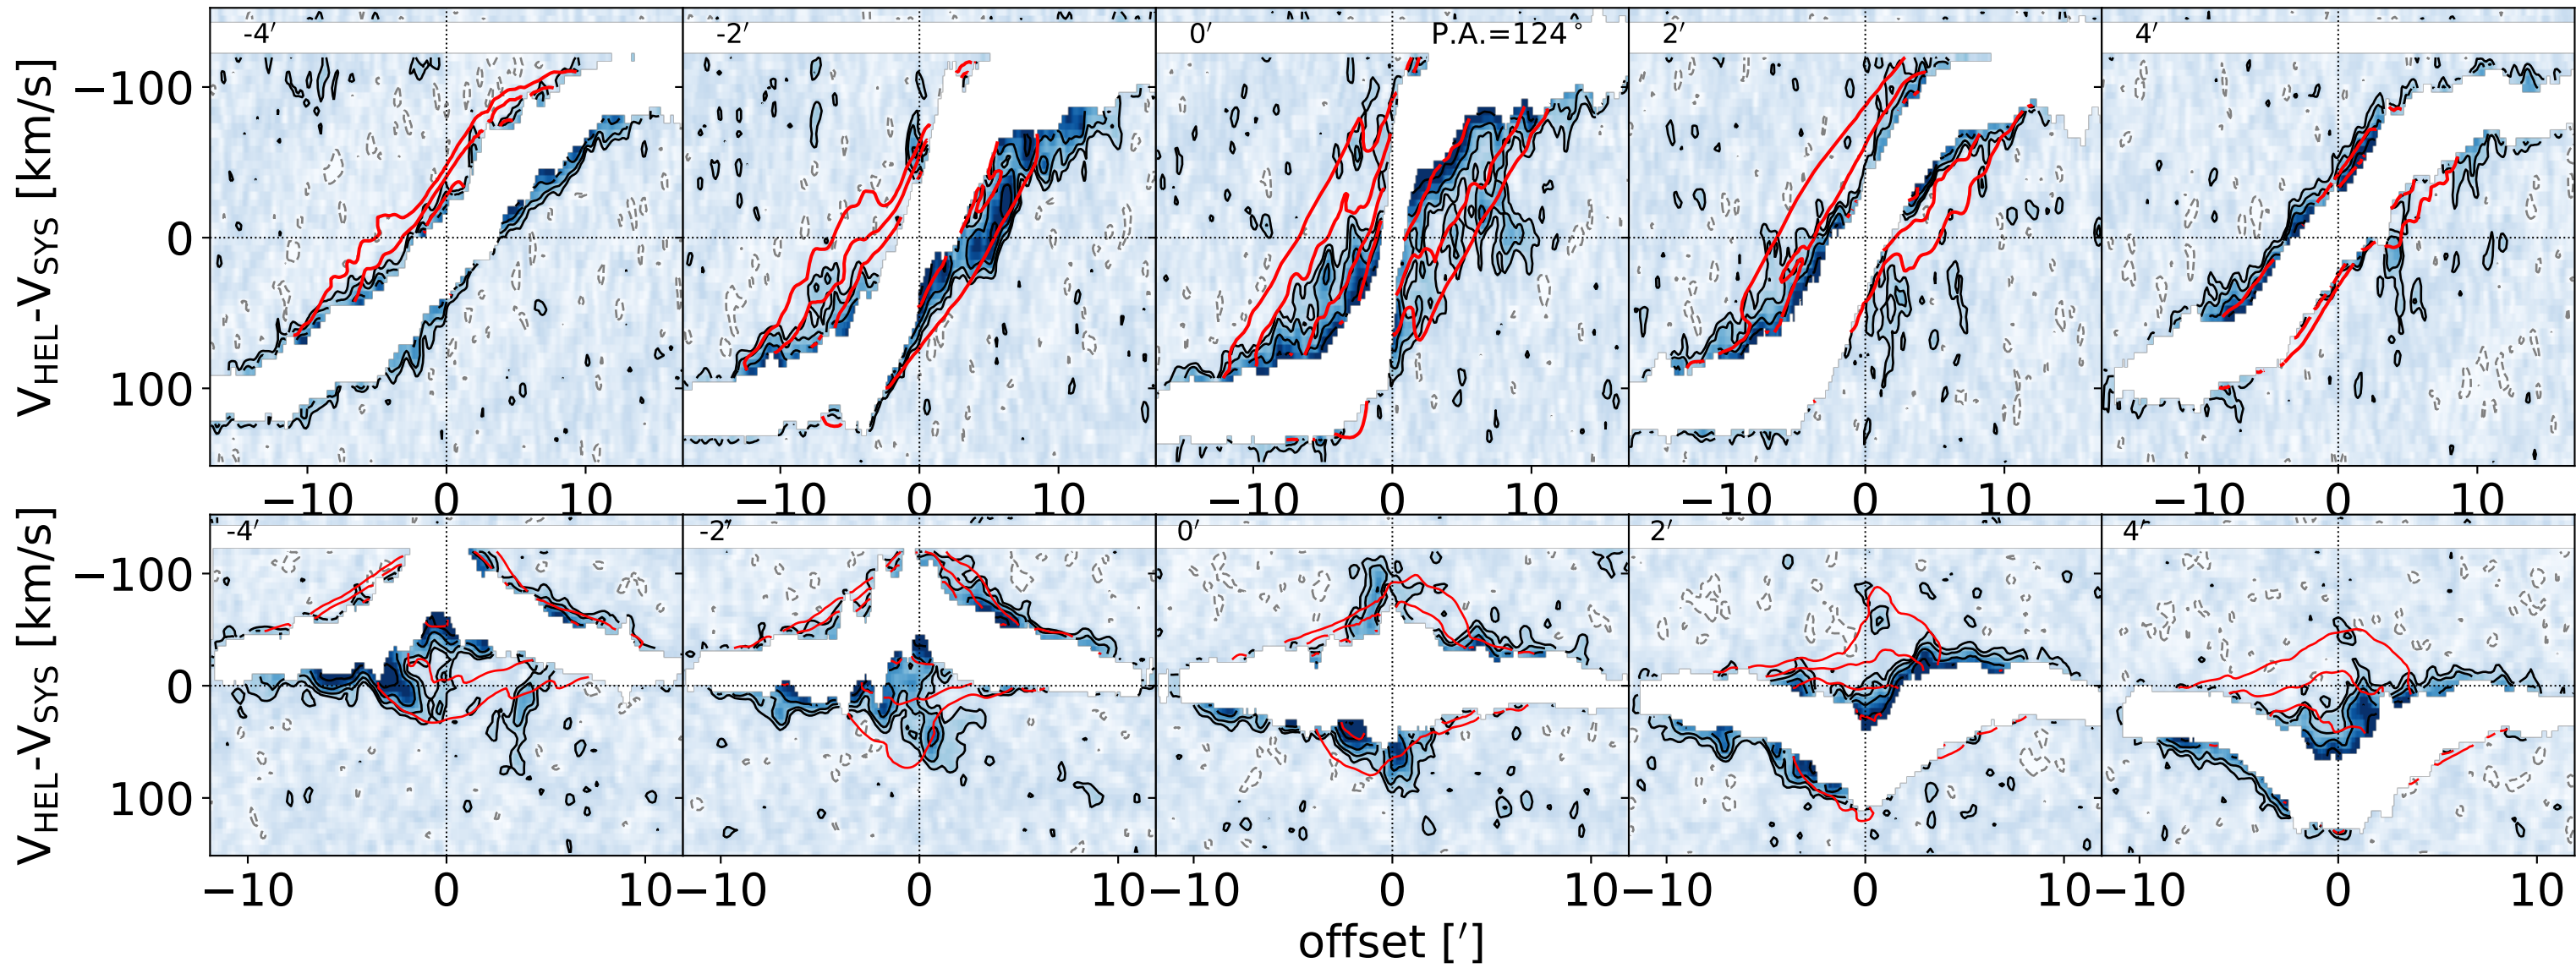 -4′ -2′ 0′ P.A.=124° 2′ 4′
V_HEL-V_SYS [km/s]
−100
0
100
−10 0 10 −10 0 10 −10 0 10 −10 0 10 −10 0 10
-4′ -2′ 0′ 2′ 4′
V_HEL-V_SYS [km/s]
−100
0
100
−10 0 10 −10 0 10 −10 0 10 −10 0 10 −10 0 10
offset [′]